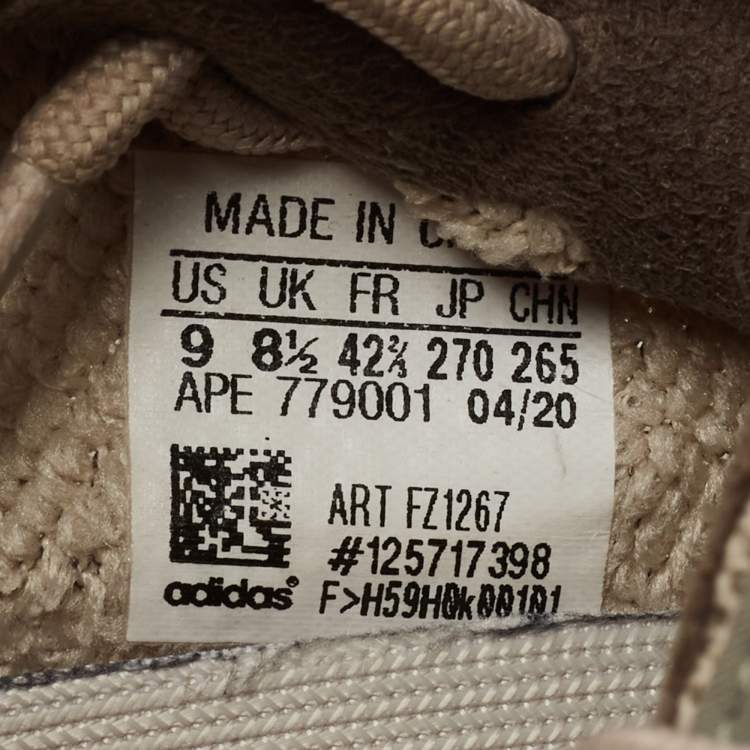 MADE IN
US UK FR JP CHN
9 8½ 42⅔ 270 265
APE 779001 04/20
ART FZ1267
#125717398
adidas® F>H59H0k00101